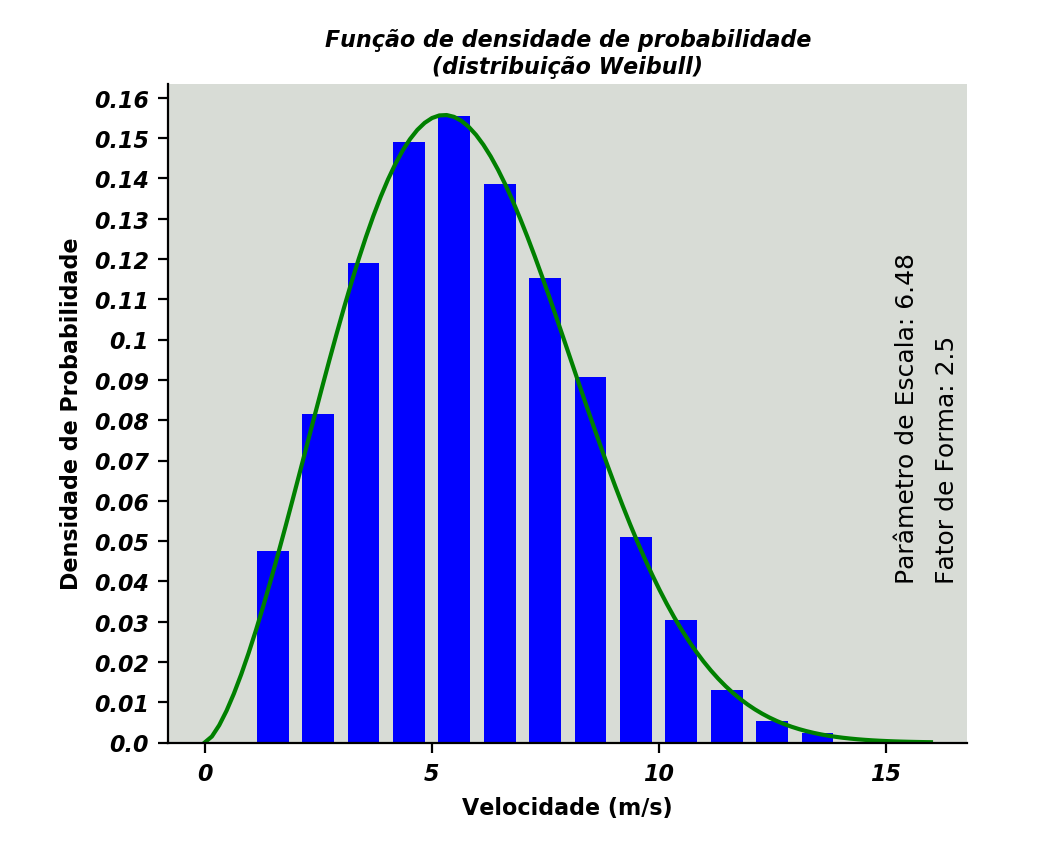 Função de densidade de probabilidade
(distribuição Weibull)
Densidade de Probabilidade
0.16
0.15
0.14
0.13
0.12
0.11
0.1
0.09
0.08
0.07
0.06
0.05
0.04
0.03
0.02
0.01
0.0
Parâmetro de Escala: 6.48
Fator de Forma: 2.5
0 5 10 15
Velocidade (m/s)